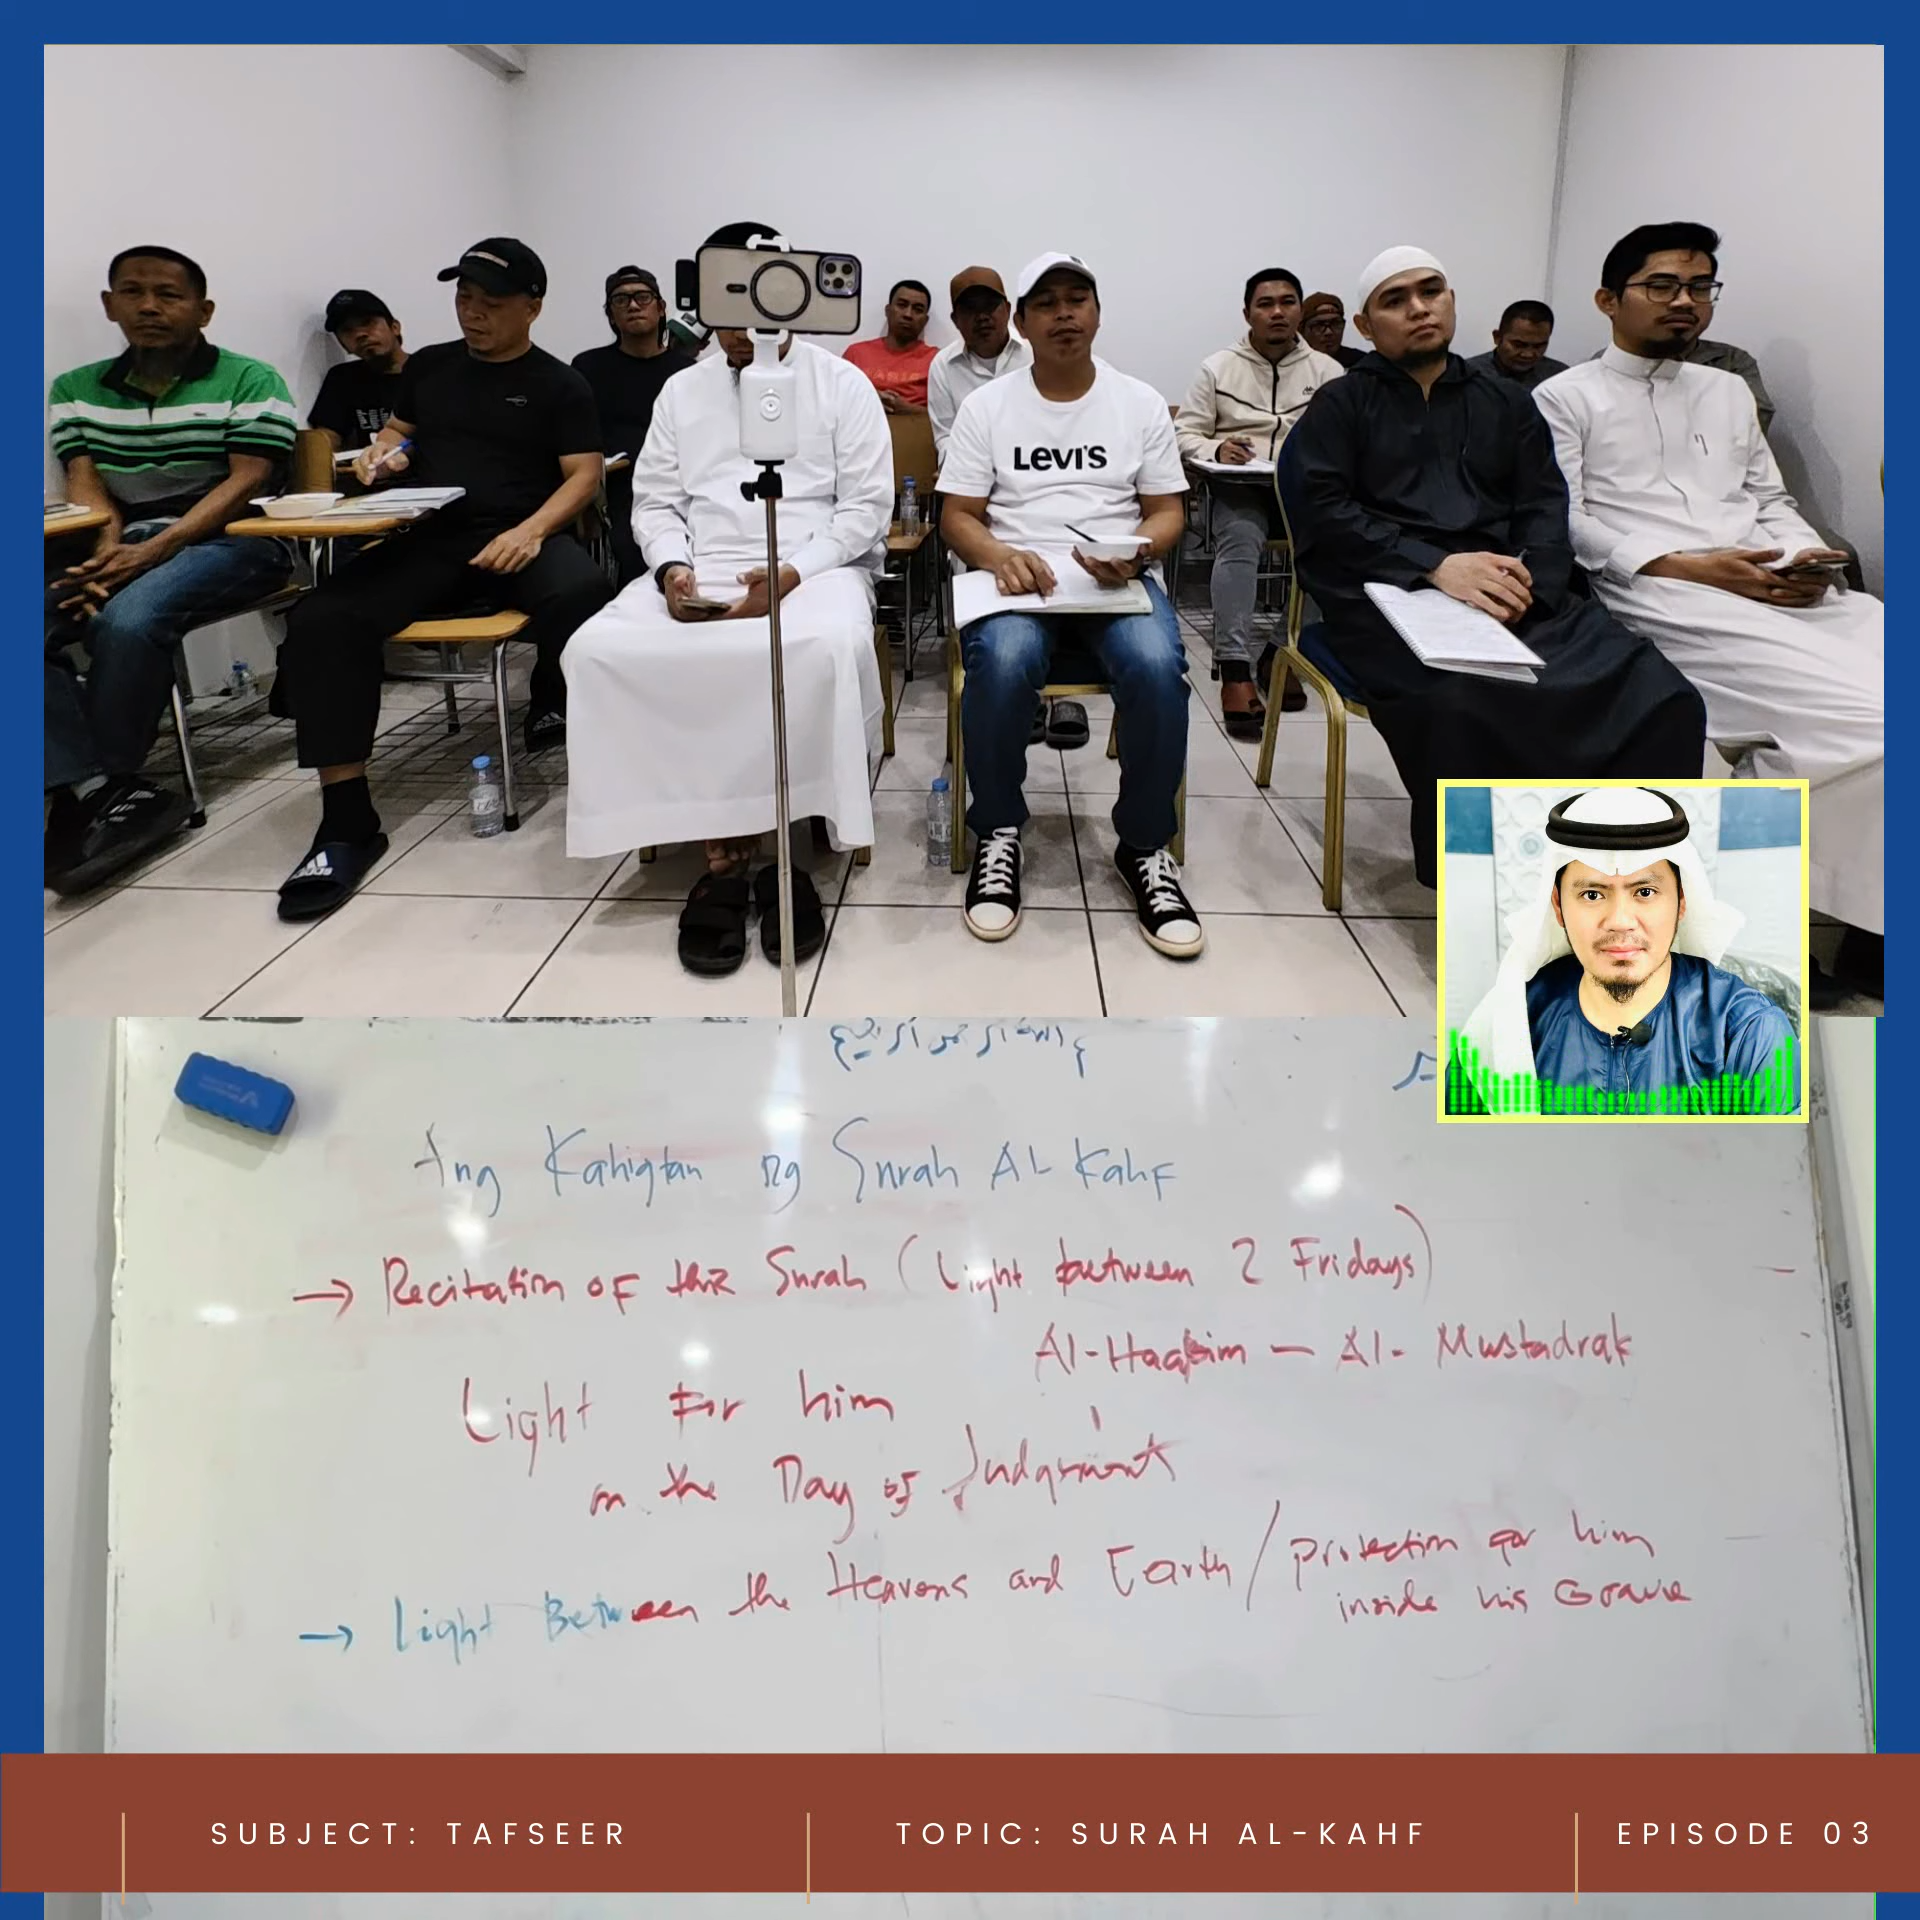 Levi's
Ang Kahigtan ng Surah Al-Kahf
→ Recitation of this Surah (Light between 2 Fridays)
Al-Haakim — Al-Mustadrak
Light For him
on the Day of Judgment
→ Light Between the Heavens and Earth / Protection for him
inside his Grave
SUBJECT: TAFSEER
TOPIC: SURAH AL-KAHF
EPISODE 03